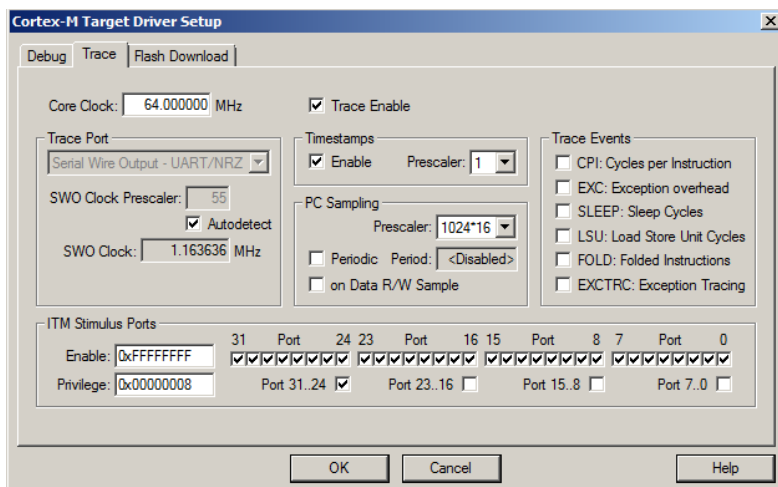 Cortex-M Target Driver Setup
Debug Trace Flash Download
Core Clock: 64.000000 MHz
Trace Enable
Trace Port
Serial Wire Output - UART/NRZ
SWO Clock Prescaler: 55
Autodetect
SWO Clock: 1.163636 MHz
Timestamps
Enable Prescaler: 1
PC Sampling
Prescaler: 1024*16
Periodic Period: <Disabled>
on Data R/W Sample
Trace Events
CPI: Cycles per Instruction
EXC: Exception overhead
SLEEP: Sleep Cycles
LSU: Load Store Unit Cycles
FOLD: Folded Instructions
EXCTRC: Exception Tracing
ITM Stimulus Ports
31 Port 24 23 Port 16 15 Port 8 7 Port 0
Enable: 0xFFFFFFFF
Privilege: 0x00000008 Port 31..24 Port 23..16 Port 15..8 Port 7..0
OK Cancel Help